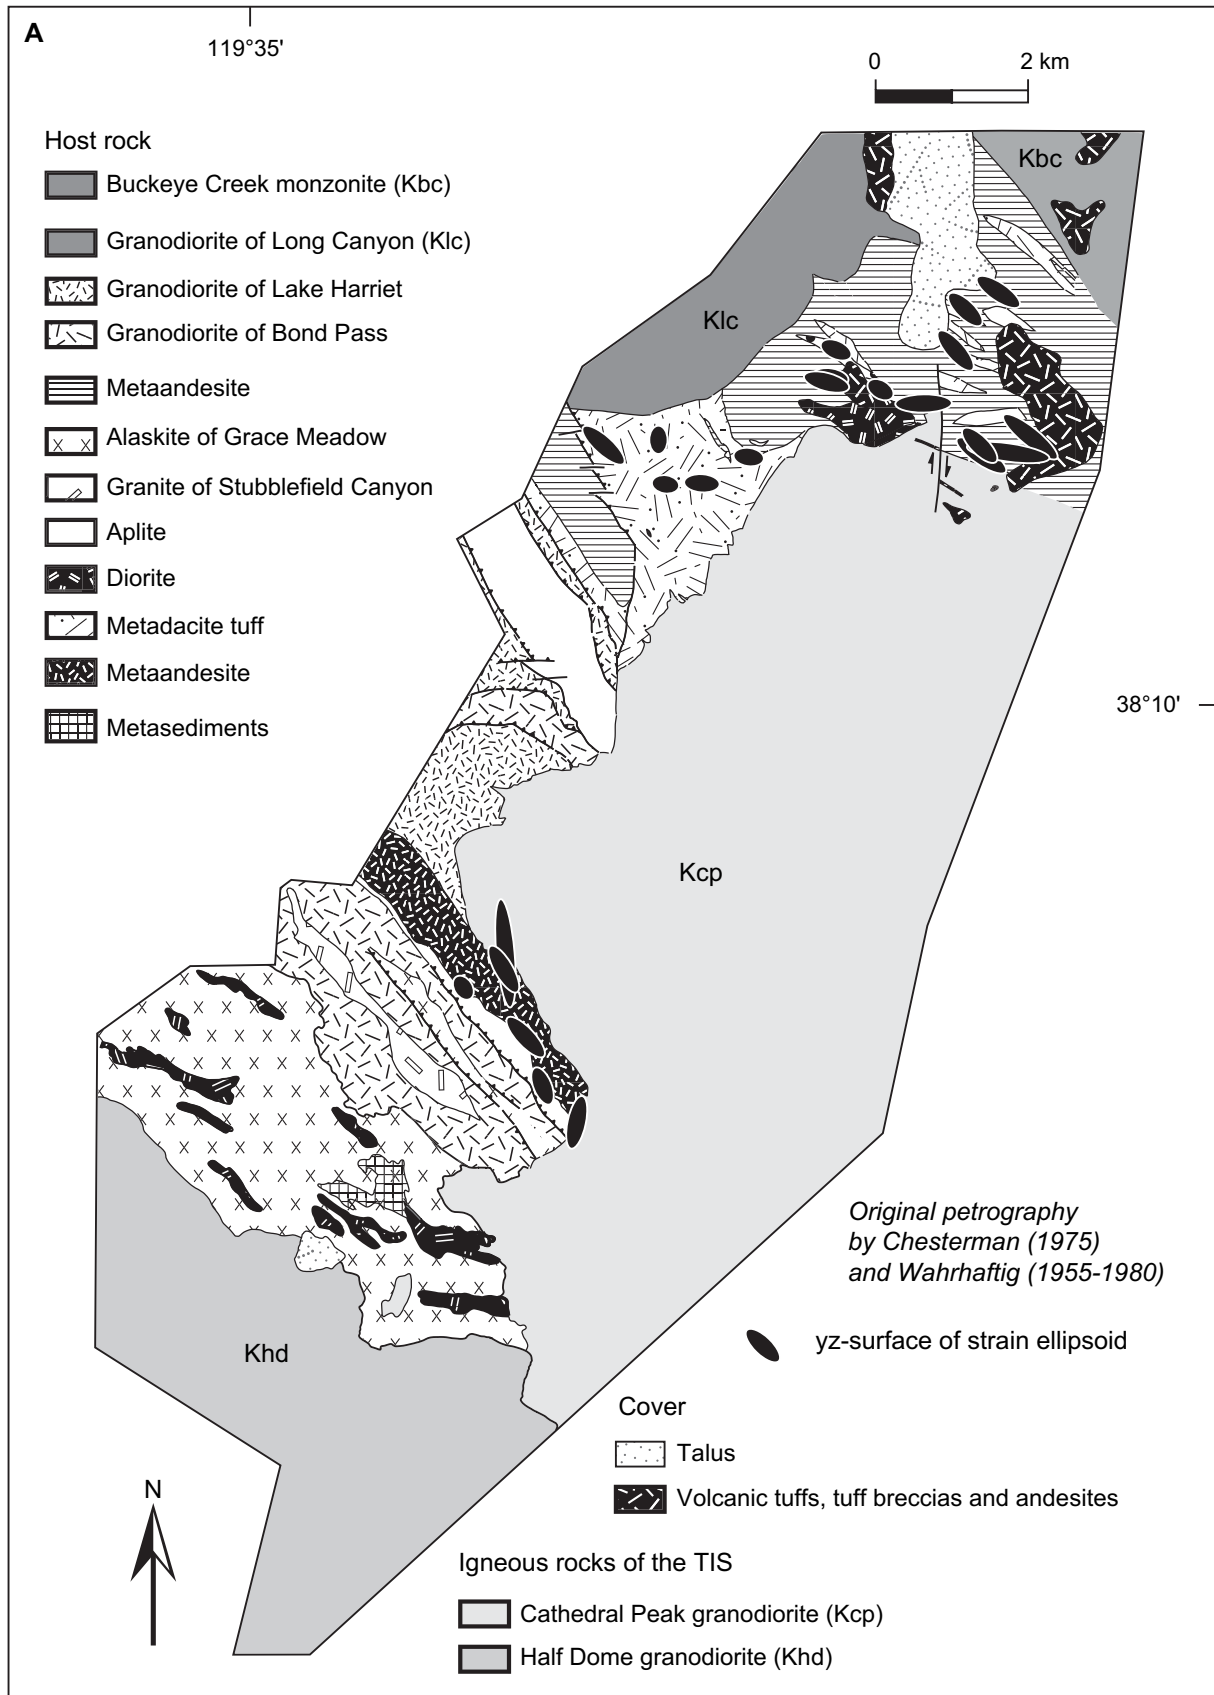 A
119°35'
0 2 km
Host rock
Buckeye Creek monzonite (Kbc)
Granodiorite of Long Canyon (Klc)
Granodiorite of Lake Harriet
Granodiorite of Bond Pass
Metaandesite
Alaskite of Grace Meadow
Granite of Stubblefield Canyon
Aplite
Diorite
Metadacite tuff
Metaandesite
Metasediments
Kbc
Klc
38°10'
Kcp
Khd
Original petrography
by Chesterman (1975)
and Wahrhaftig (1955-1980)
yz-surface of strain ellipsoid
Cover
Talus
Volcanic tuffs, tuff breccias and andesites
N
Igneous rocks of the TIS
Cathedral Peak granodiorite (Kcp)
Half Dome granodiorite (Khd)